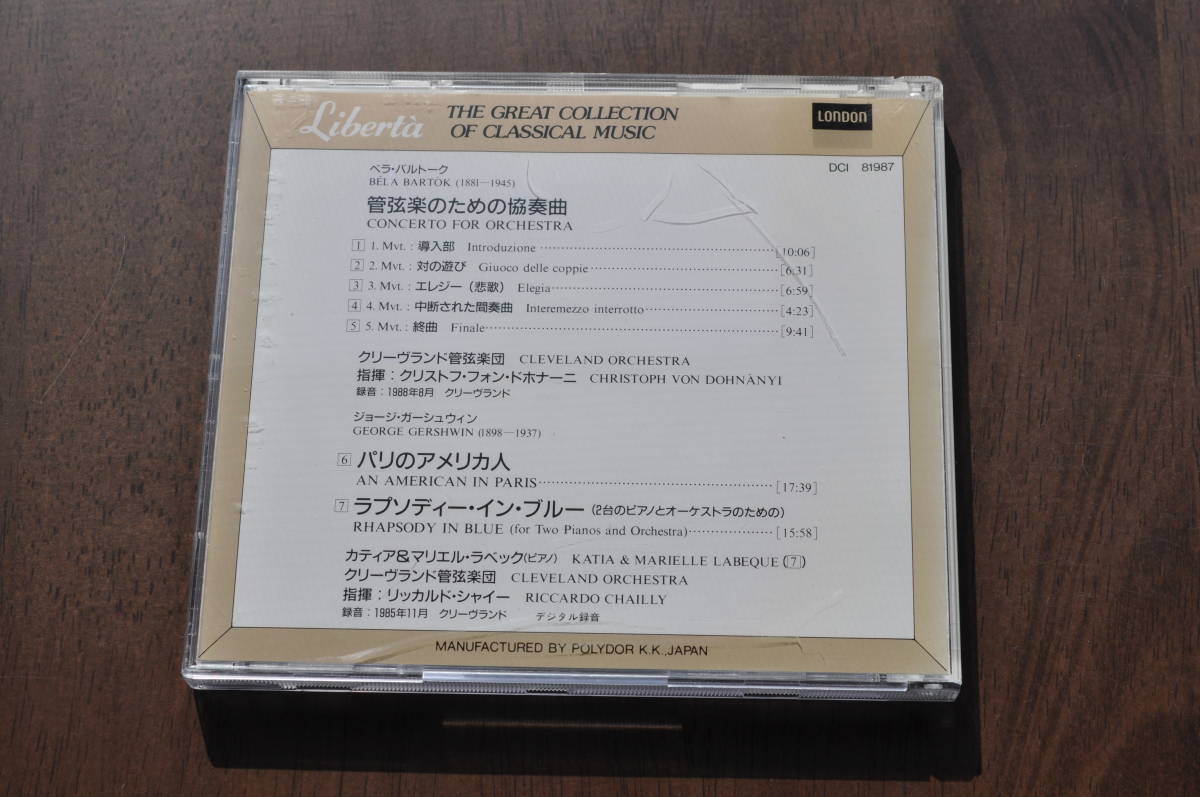 Libertà
THE GREAT COLLECTION
OF CLASSICAL MUSIC
LONDON
DCI 81987
ベラ・バルトーク
BÉLA BARTÓK (1881—1945)
管弦楽のための協奏曲
CONCERTO FOR ORCHESTRA
1 1. Mvt. : 導入部 Introduzione [10:06]
2 2. Mvt. : 対の遊び Giuoco delle coppie [6:31]
3 3. Mvt. : エレジー（悲歌） Elegia [6:59]
4 4. Mvt. : 中断された間奏曲 Interemezzo interrotto [4:23]
5 5. Mvt. : 終曲 Finale [9:41]
クリーヴランド管弦楽団 CLEVELAND ORCHESTRA
指揮：クリストフ・フォン・ドホナーニ CHRISTOPH VON DOHNÀNYI
録音：1988年8月 クリーヴランド
ジョージ・ガーシュウィン
GEORGE GERSHWIN (1898—1937)
6 パリのアメリカ人
AN AMERICAN IN PARIS [17:39]
7 ラプソディー・イン・ブルー（2台のピアノとオーケストラのための）
RHAPSODY IN BLUE (for Two Pianos and Orchestra) [15:58]
カティア&マリエル・ラベック(ピアノ) KATIA & MARIELLE LABEQUE (7)
クリーヴランド管弦楽団 CLEVELAND ORCHESTRA
指揮：リッカルド・シャイー RICCARDO CHAILLY
録音：1985年11月 クリーヴランド デジタル録音
MANUFACTURED BY POLYDOR K.K., JAPAN